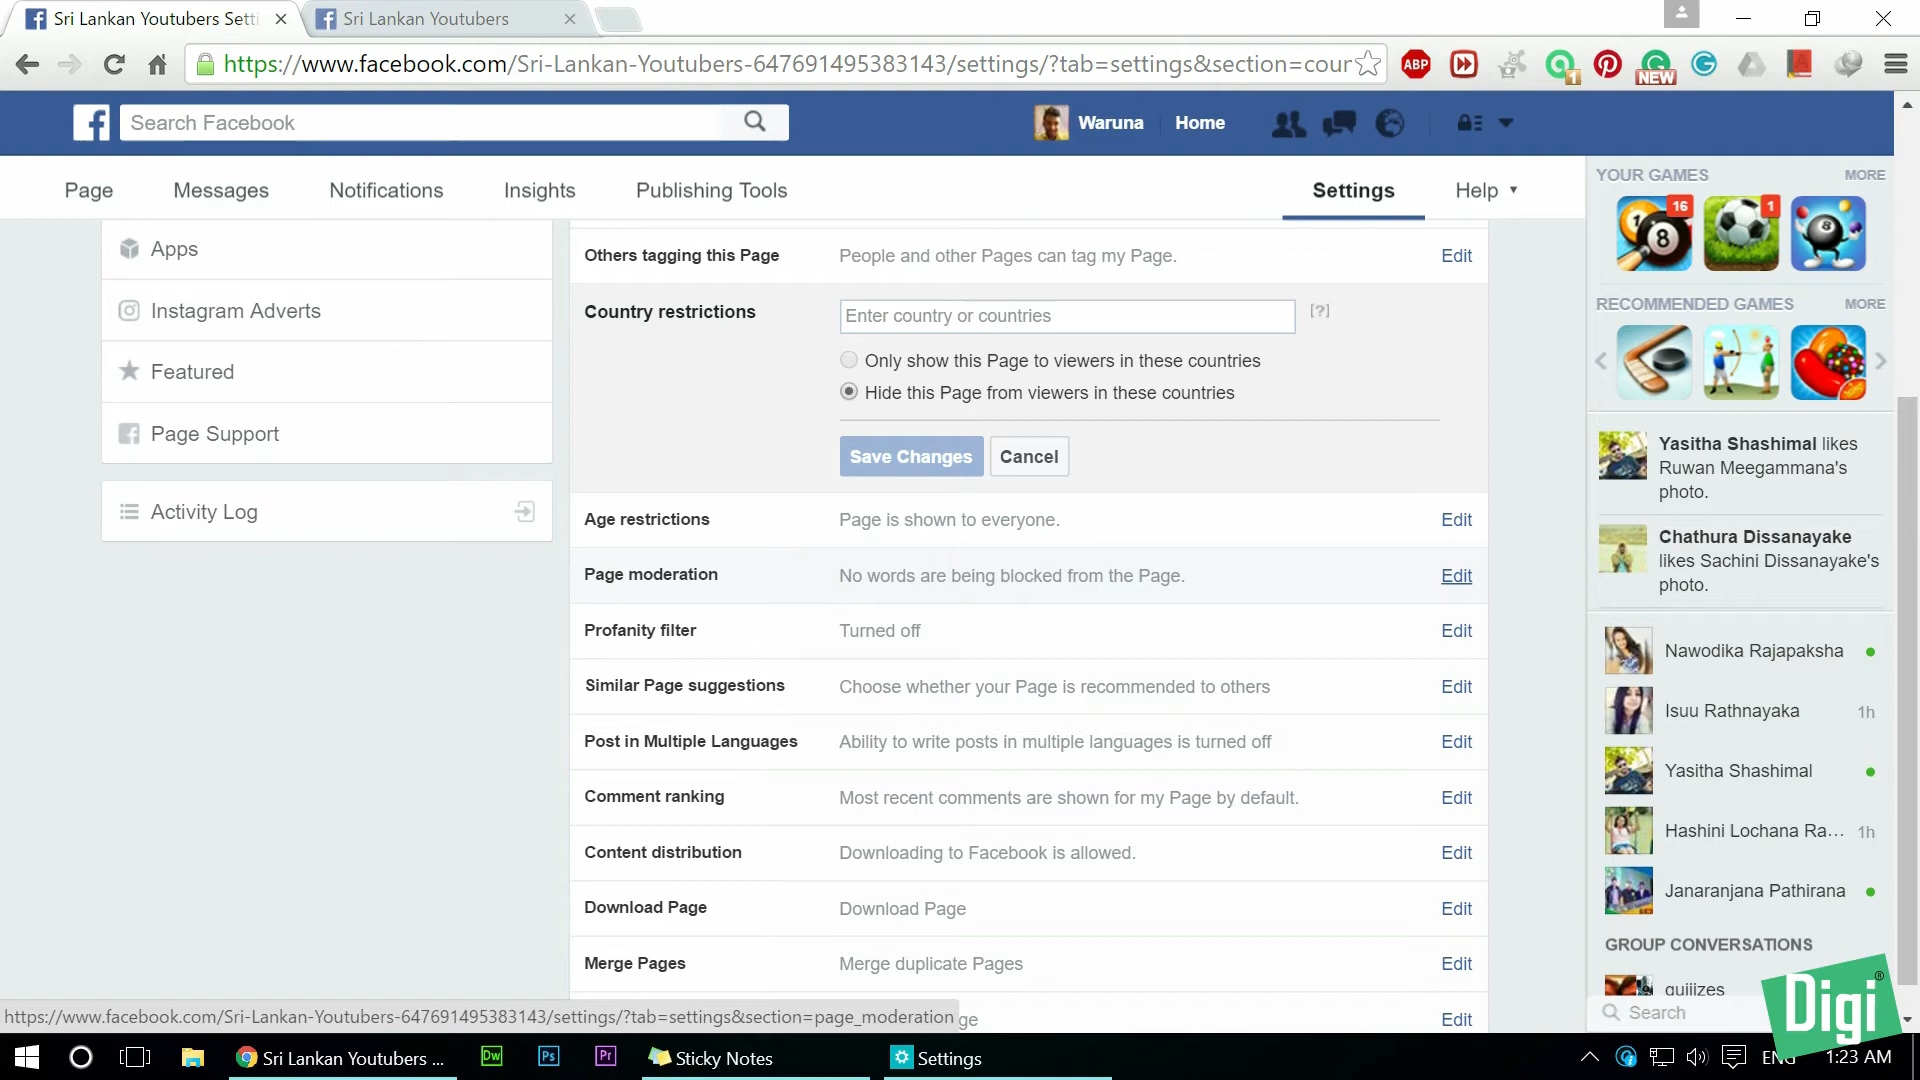 Sri Lankan Youtubers Setti
Sri Lankan Youtubers
https://www.facebook.com/Sri-Lankan-Youtubers-647691495383143/settings/?tab=settings&section=cour
ABP
1
NEW
Search Facebook
Waruna
Home
Page
Messages
Notifications
Insights
Publishing Tools
Settings
Help
YOUR GAMES
MORE
16
1
8
8
RECOMMENDED GAMES
MORE
Apps
Instagram Adverts
Featured
Page Support
Activity Log
Others tagging this Page
People and other Pages can tag my Page.
Edit
Country restrictions
Enter country or countries
[?]
Only show this Page to viewers in these countries
Hide this Page from viewers in these countries
Save Changes
Cancel
Age restrictions
Page is shown to everyone.
Edit
Page moderation
No words are being blocked from the Page.
Edit
Profanity filter
Turned off
Edit
Similar Page suggestions
Choose whether your Page is recommended to others
Edit
Post in Multiple Languages
Ability to write posts in multiple languages is turned off
Edit
Comment ranking
Most recent comments are shown for my Page by default.
Edit
Content distribution
Downloading to Facebook is allowed.
Edit
Download Page
Download Page
Edit
Merge Pages
Merge duplicate Pages
Edit
ge
Edit
Yasitha Shashimal likes
Ruwan Meegammana's
photo.
Chathura Dissanayake
likes Sachini Dissanayake's
photo.
Nawodika Rajapaksha
Isuu Rathnayaka
1h
Yasitha Shashimal
Hashini Lochana Ra...
1h
Janaranjana Pathirana
GROUP CONVERSATIONS
Search
Digi
®
https://www.facebook.com/Sri-Lankan-Youtubers-647691495383143/settings/?tab=settings&section=page_moderation
Sri Lankan Youtubers ...
Dw
Ps
Pr
Sticky Notes
Settings
1:23 AM